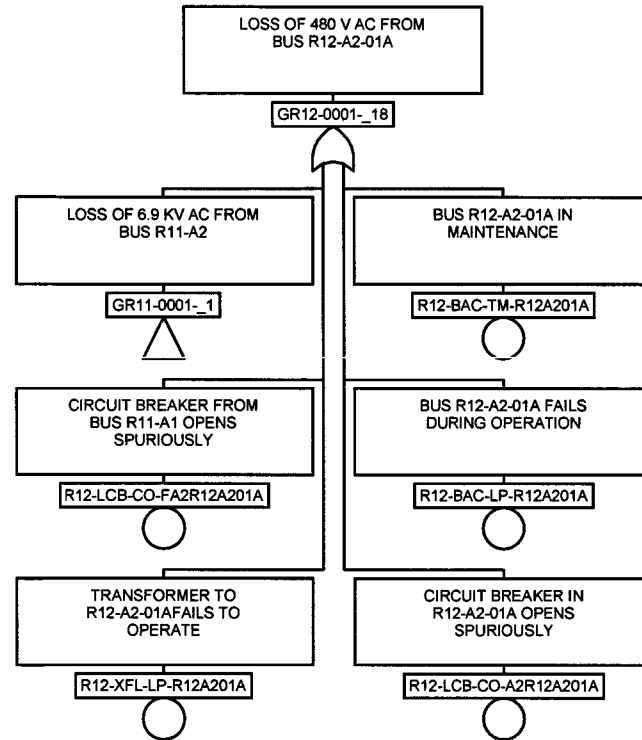 LOSS OF 480 V AC FROM
BUS R12-A2-01A
GR12-0001-_18
LOSS OF 6.9 KV AC FROM
BUS R11-A2
GR11-0001-_1
BUS R12-A2-01A IN
MAINTENANCE
R12-BAC-TM-R12A201A
CIRCUIT BREAKER FROM
BUS R11-A1 OPENS
SPURIOUSLY
R12-LCB-CO-FA2R12A201A
BUS R12-A2-01A FAILS
DURING OPERATION
R12-BAC-LP-R12A201A
TRANSFORMER TO
R12-A2-01AFAILS TO
OPERATE
R12-XFL-LP-R12A201A
CIRCUIT BREAKER IN
R12-A2-01A OPENS
SPURIOUSLY
R12-LCB-CO-A2R12A201A